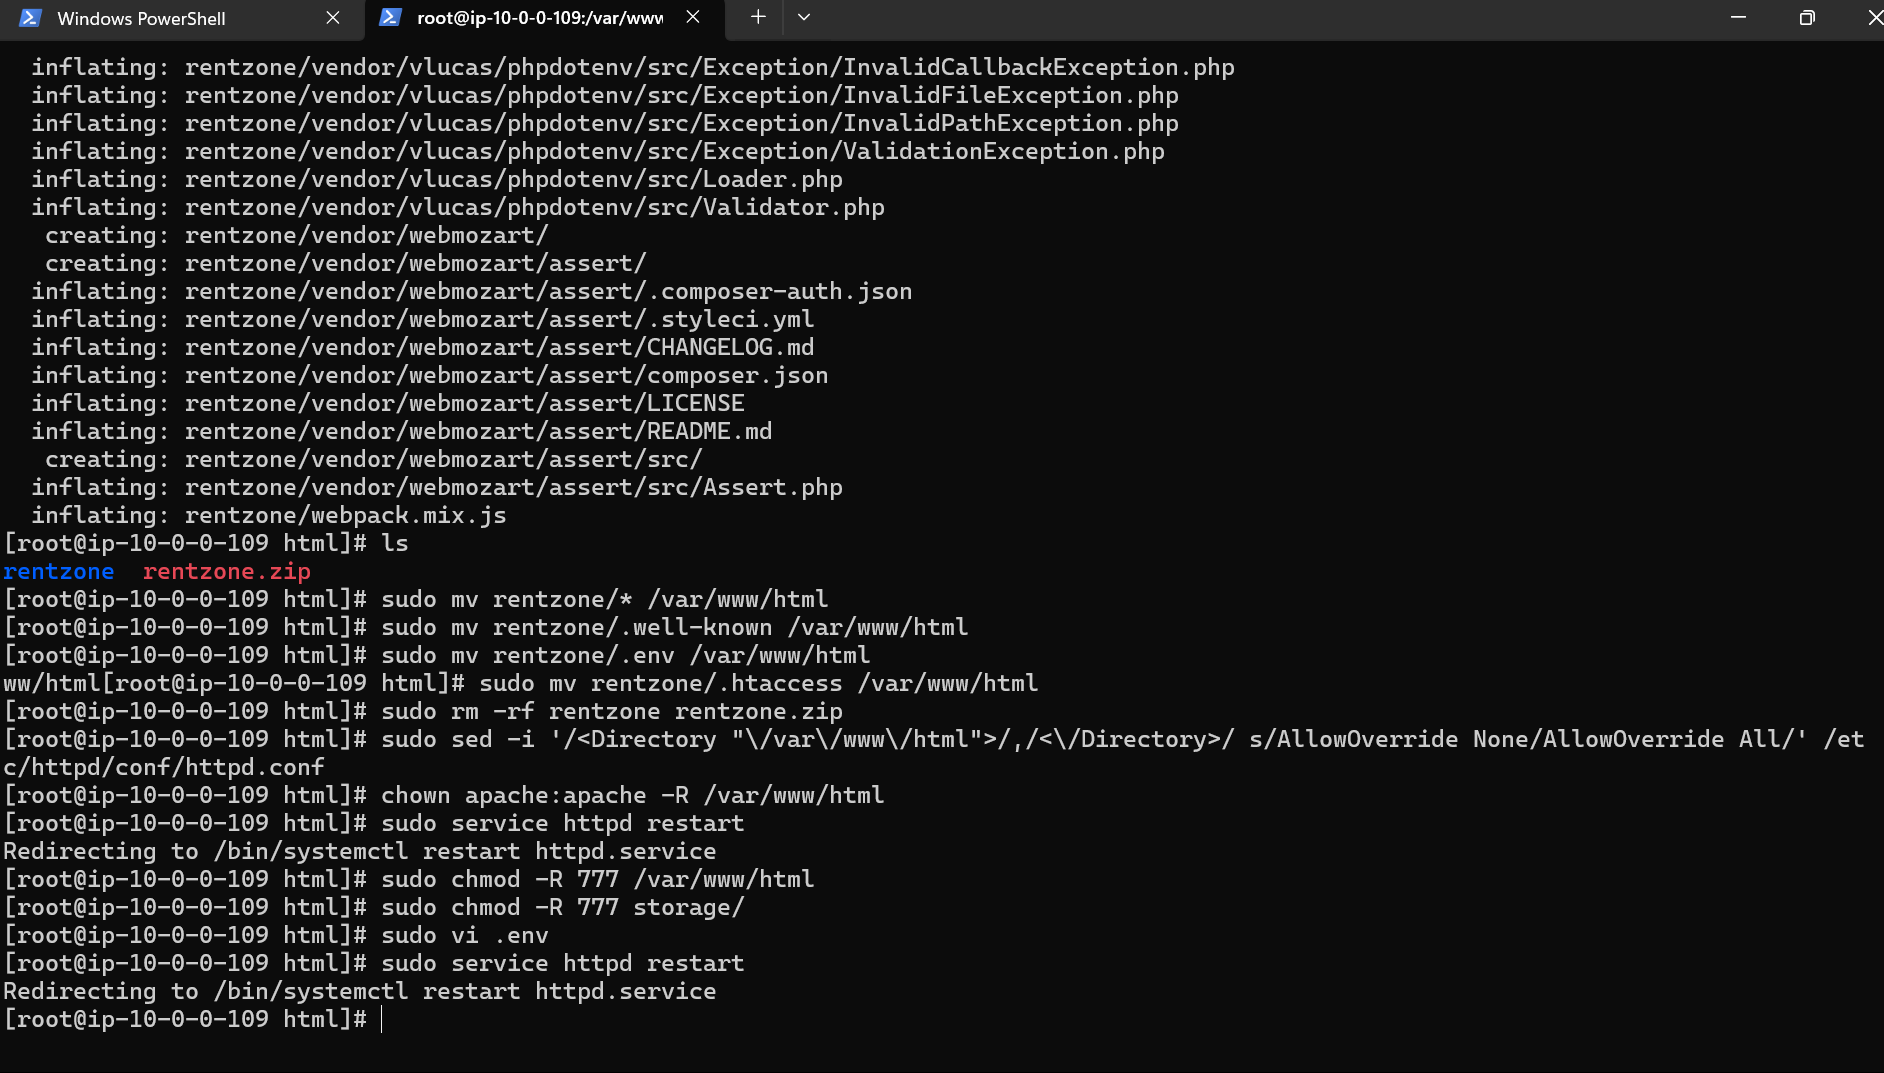 Windows PowerShell
root@ip-10-0-0-109:/var/www
inflating: rentzone/vendor/vlucas/phpdotenv/src/Exception/InvalidCallbackException.php
inflating: rentzone/vendor/vlucas/phpdotenv/src/Exception/InvalidFileException.php
inflating: rentzone/vendor/vlucas/phpdotenv/src/Exception/InvalidPathException.php
inflating: rentzone/vendor/vlucas/phpdotenv/src/Exception/ValidationException.php
inflating: rentzone/vendor/vlucas/phpdotenv/src/Loader.php
inflating: rentzone/vendor/vlucas/phpdotenv/src/Validator.php
creating: rentzone/vendor/webmozart/
creating: rentzone/vendor/webmozart/assert/
inflating: rentzone/vendor/webmozart/assert/.composer-auth.json
inflating: rentzone/vendor/webmozart/assert/.styleci.yml
inflating: rentzone/vendor/webmozart/assert/CHANGELOG.md
inflating: rentzone/vendor/webmozart/assert/composer.json
inflating: rentzone/vendor/webmozart/assert/LICENSE
inflating: rentzone/vendor/webmozart/assert/README.md
creating: rentzone/vendor/webmozart/assert/src/
inflating: rentzone/vendor/webmozart/assert/src/Assert.php
inflating: rentzone/webpack.mix.js
[root@ip-10-0-0-109 html]# ls
rentzone  rentzone.zip
[root@ip-10-0-0-109 html]# sudo mv rentzone/* /var/www/html
[root@ip-10-0-0-109 html]# sudo mv rentzone/.well-known /var/www/html
[root@ip-10-0-0-109 html]# sudo mv rentzone/.env /var/www/html
ww/html[root@ip-10-0-0-109 html]# sudo mv rentzone/.htaccess /var/www/html
[root@ip-10-0-0-109 html]# sudo rm -rf rentzone rentzone.zip
[root@ip-10-0-0-109 html]# sudo sed -i '/<Directory "\/var\/www\/html">/,/<\/Directory>/ s/AllowOverride None/AllowOverride All/' /et
c/httpd/conf/httpd.conf
[root@ip-10-0-0-109 html]# chown apache:apache -R /var/www/html
[root@ip-10-0-0-109 html]# sudo service httpd restart
Redirecting to /bin/systemctl restart httpd.service
[root@ip-10-0-0-109 html]# sudo chmod -R 777 /var/www/html
[root@ip-10-0-0-109 html]# sudo chmod -R 777 storage/
[root@ip-10-0-0-109 html]# sudo vi .env
[root@ip-10-0-0-109 html]# sudo service httpd restart
Redirecting to /bin/systemctl restart httpd.service
[root@ip-10-0-0-109 html]#